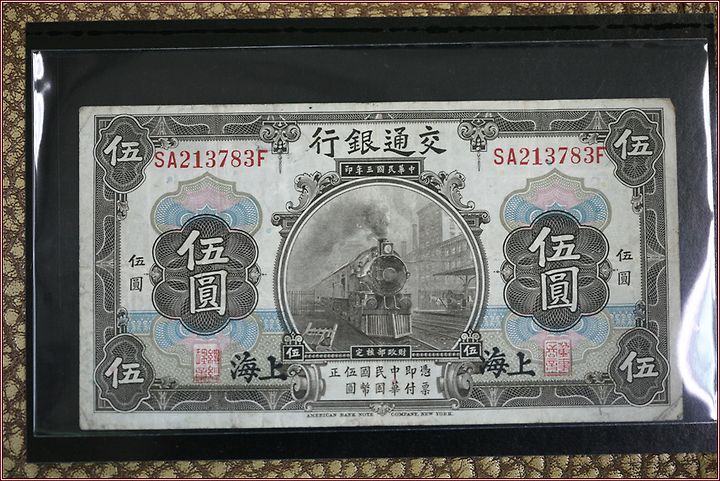 伍
伍
交通銀行
SA213783F
SA213783F
中華民國三年印
伍圓
伍圓
伍圓
伍圓
伍
財政部核定
伍
上海
上海
憑票即付中華民國國幣伍圓正
伍
伍
AMERICAN BANK NOTE COMPANY, NEW YORK.